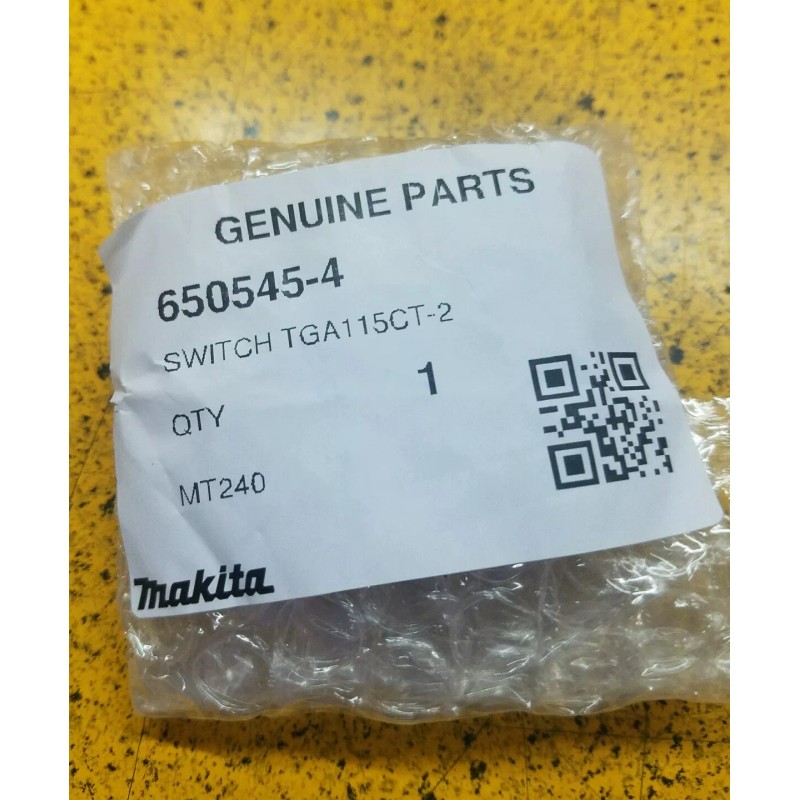 GENUINE PARTS
650545-4
SWITCH TGA115CT-2
QTY 1
MT240
makita